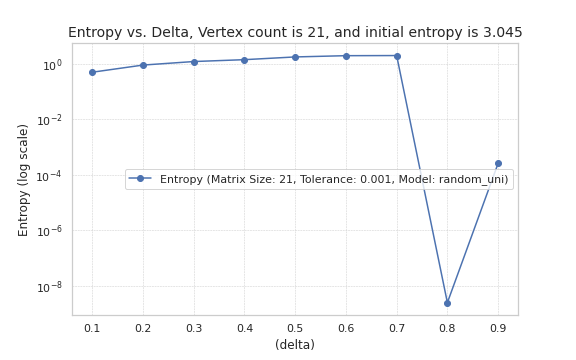 Entropy vs. Delta, Vertex count is 21, and initial entropy is 3.045
Entropy (log scale)
10^0
10^-2
10^-4
10^-6
10^-8
Entropy (Matrix Size: 21, Tolerance: 0.001, Model: random_uni)
0.1 0.2 0.3 0.4 0.5 0.6 0.7 0.8 0.9
(delta)